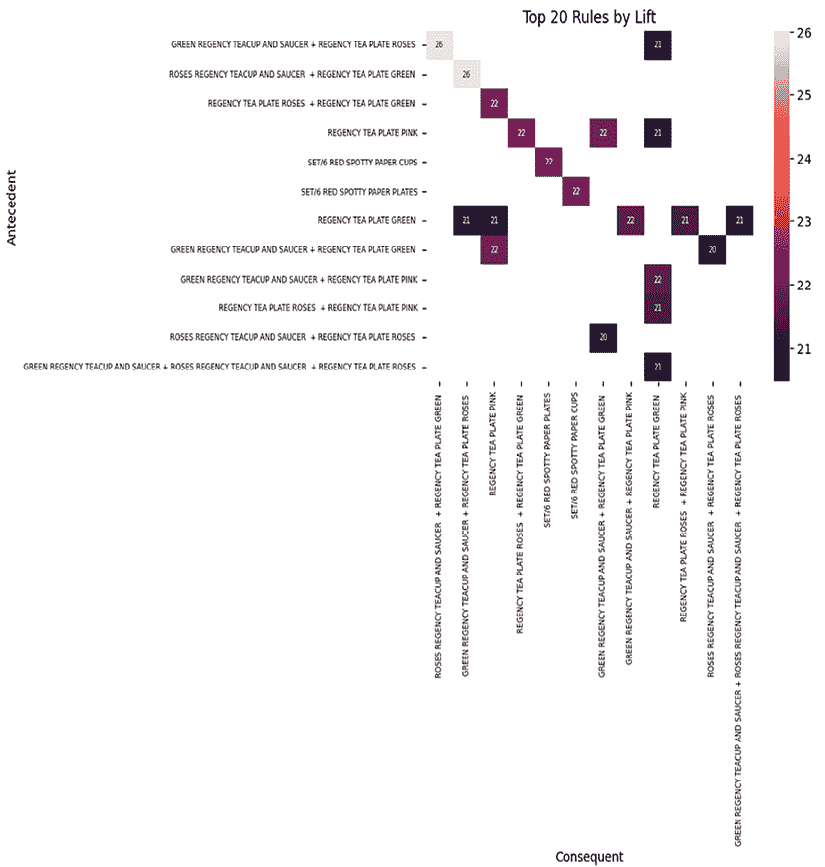 Top 20 Rules by Lift
Antecedent
GREEN REGENCY TEACUP AND SAUCER + REGENCY TEA PLATE ROSES
26
21
ROSES REGENCY TEACUP AND SAUCER + REGENCY TEA PLATE GREEN
26
REGENCY TEA PLATE ROSES + REGENCY TEA PLATE GREEN
22
REGENCY TEA PLATE PINK
22
22
21
SET/6 RED SPOTTY PAPER CUPS
22
SET/6 RED SPOTTY PAPER PLATES
22
REGENCY TEA PLATE GREEN
21
21
22
21
21
GREEN REGENCY TEACUP AND SAUCER + REGENCY TEA PLATE GREEN
22
20
GREEN REGENCY TEACUP AND SAUCER + REGENCY TEA PLATE PINK
22
REGENCY TEA PLATE ROSES + REGENCY TEA PLATE PINK
21
ROSES REGENCY TEACUP AND SAUCER + REGENCY TEA PLATE ROSES
20
GREEN REGENCY TEACUP AND SAUCER + ROSES REGENCY TEACUP AND SAUCER + REGENCY TEA PLATE ROSES
21
26
25
24
23
22
21
ROSES REGENCY TEACUP AND SAUCER + REGENCY TEA PLATE GREEN
GREEN REGENCY TEACUP AND SAUCER + REGENCY TEA PLATE ROSES
REGENCY TEA PLATE PINK
REGENCY TEA PLATE ROSES + REGENCY TEA PLATE GREEN
SET/6 RED SPOTTY PAPER PLATES
SET/6 RED SPOTTY PAPER CUPS
GREEN REGENCY TEACUP AND SAUCER + REGENCY TEA PLATE GREEN
GREEN REGENCY TEACUP AND SAUCER + REGENCY TEA PLATE PINK
REGENCY TEA PLATE GREEN
REGENCY TEA PLATE ROSES + REGENCY TEA PLATE PINK
ROSES REGENCY TEACUP AND SAUCER + REGENCY TEA PLATE ROSES
GREEN REGENCY TEACUP AND SAUCER + ROSES REGENCY TEACUP AND SAUCER + REGENCY TEA PLATE ROSES
Consequent